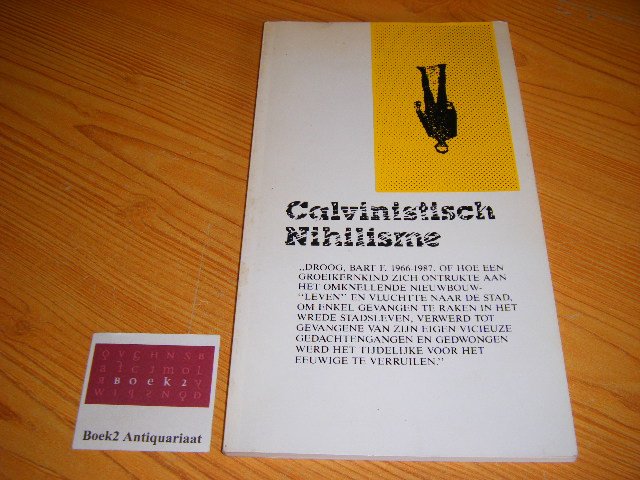 Calvinistisch
Nihilisme
„DROOG, BART F. 1966-1987. OF HOE EEN
GROEIKERNKIND ZICH ONTRUKTE AAN
HET OMKNELLENDE NIEUWBOUW-
"LEVEN" EN VLUCHTTE NAAR DE STAD,
OM ENKEL GEVANGEN TE RAKEN IN HET
WREDE STADSLEVEN, VERWERD TOT
GEVANGENE VAN ZIJN EIGEN VICIEUZE
GEDACHTENGANGEN EN GEDWONGEN
WERD HET TIJDELIJKE VOOR HET
EEUWIGE TE VERRUILEN."
BOEK 2
Boek2 Antiquariaat